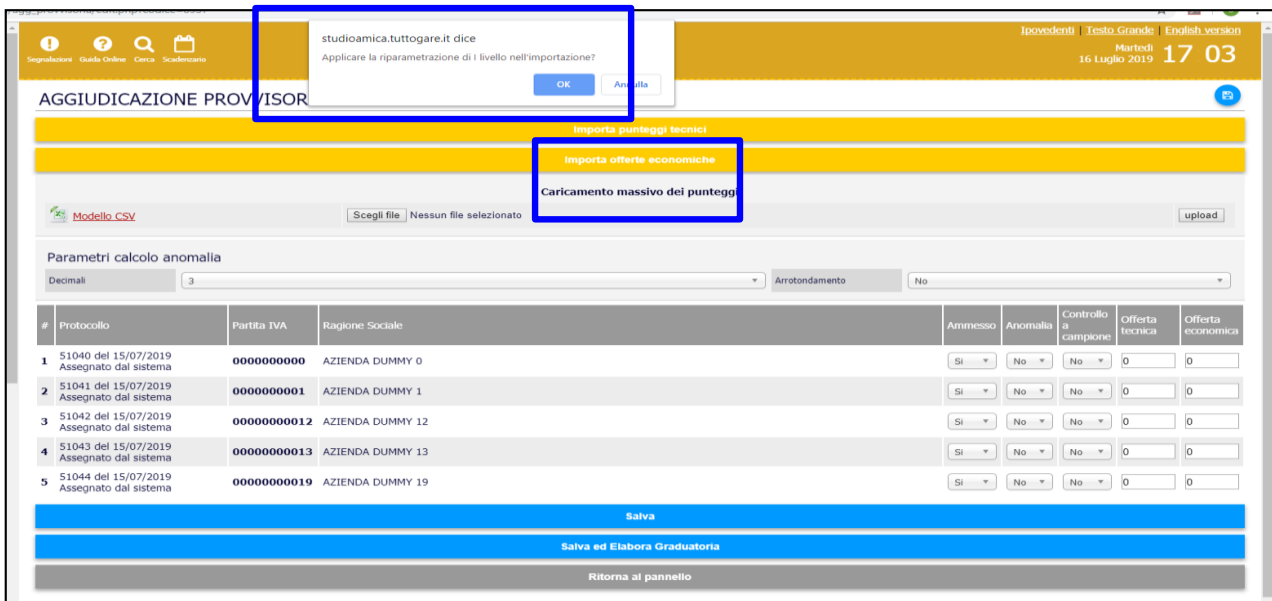 studioamica.tuttogare.it dice
Applicare la riparametrazione di I livello nell'importazione?
OK Annulla
Segnalazioni Guida Online Cerca Scadenzario
Ipovedenti | Testo Grande | English version
Martedì
16 Luglio 2019 17 03
AGGIUDICAZIONE PROVVISOR
Importa punteggi tecnici
Importa offerte economiche
Caricamento massivo dei punteggi
Modello CSV Scegli file Nessun file selezionato upload
Parametri calcolo anomalia
Decimali 3 Arrotondamento No
# Protocollo Partita IVA Ragione Sociale Ammesso Anomalia Controllo a campione Offerta tecnica Offerta economica
1 51040 del 15/07/2019 0000000000 AZIENDA DUMMY 0 Si No No 0 0
Assegnato dal sistema
2 51041 del 15/07/2019 0000000001 AZIENDA DUMMY 1 Si No No 0 0
Assegnato dal sistema
3 51042 del 15/07/2019 00000000012 AZIENDA DUMMY 12 Si No No 0 0
Assegnato dal sistema
4 51043 del 15/07/2019 00000000013 AZIENDA DUMMY 13 Si No No 0 0
Assegnato dal sistema
5 51044 del 15/07/2019 00000000019 AZIENDA DUMMY 19 Si No No 0 0
Assegnato dal sistema
Salva
Salva ed Elabora Graduatoria
Ritorna al pannello